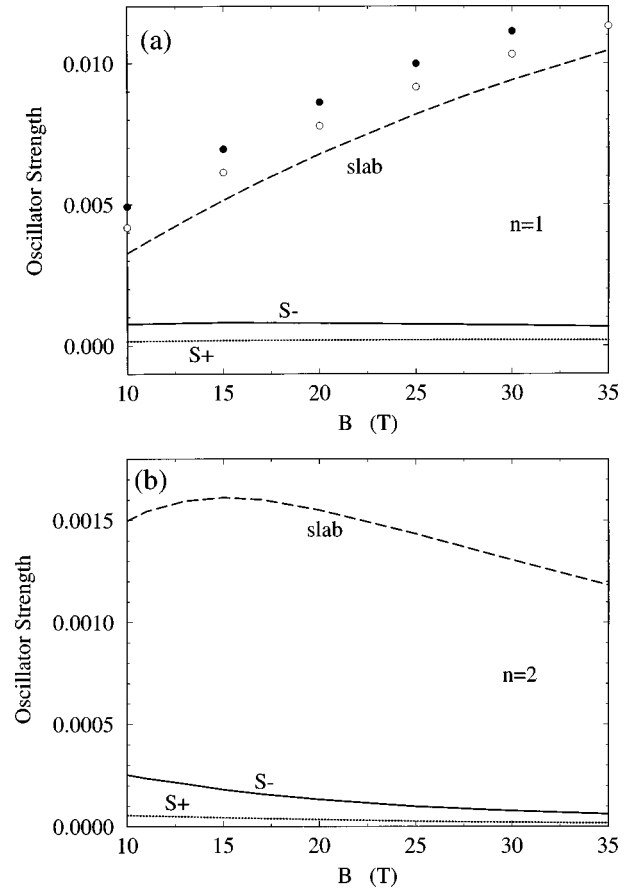 (a)
0.010
0.005
0.000
Oscillator Strength
slab
n=1
S-
S+
10 15 20 25 30 35
B (T)
(b)
0.0015
0.0010
0.0005
0.0000
Oscillator Strength
slab
n=2
S-
S+
10 15 20 25 30 35
B (T)